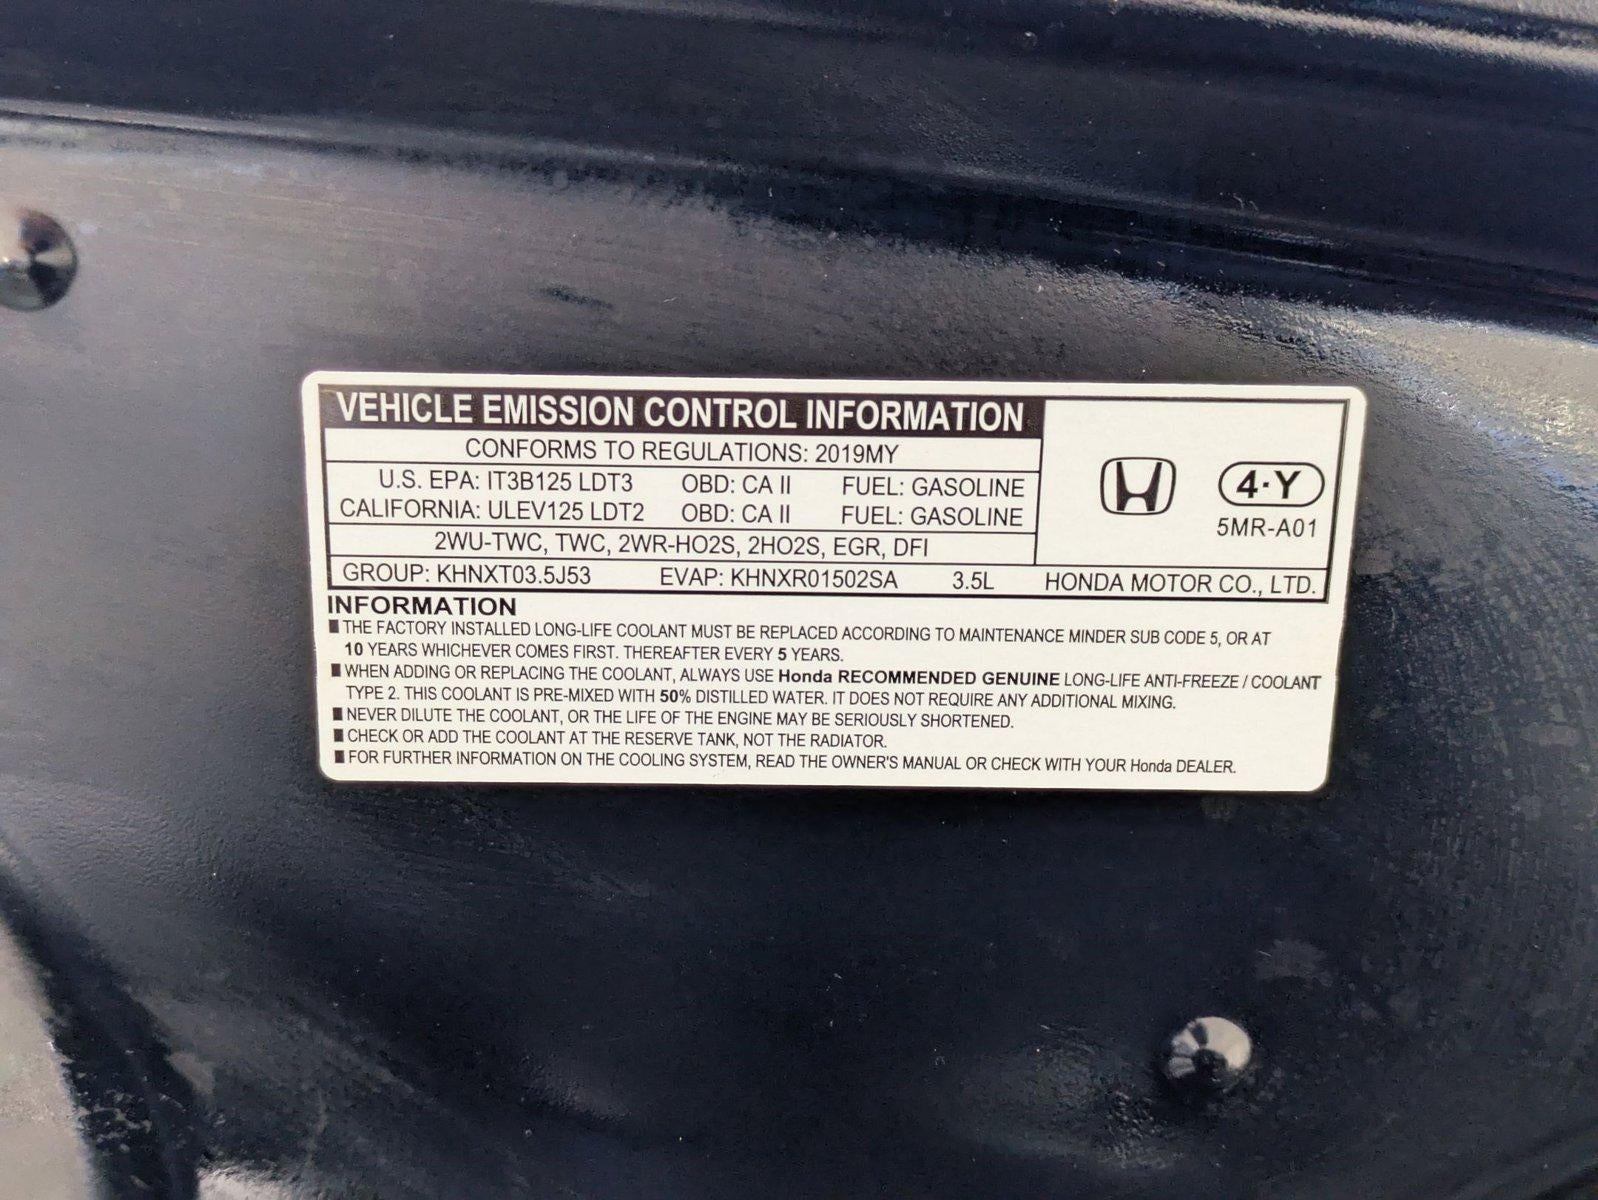 VEHICLE EMISSION CONTROL INFORMATION
CONFORMS TO REGULATIONS: 2019MY
U.S. EPA: IT3B125 LDT3 OBD: CA II FUEL: GASOLINE
CALIFORNIA: ULEV125 LDT2 OBD: CA II FUEL: GASOLINE
4·Y
5MR-A01
2WU-TWC, TWC, 2WR-HO2S, 2HO2S, EGR, DFI
GROUP: KHNXT03.5J53 EVAP: KHNXR01502SA 3.5L HONDA MOTOR CO., LTD.
INFORMATION
■ THE FACTORY INSTALLED LONG-LIFE COOLANT MUST BE REPLACED ACCORDING TO MAINTENANCE MINDER SUB CODE 5, OR AT
10 YEARS WHICHEVER COMES FIRST. THEREAFTER EVERY 5 YEARS.
■ WHEN ADDING OR REPLACING THE COOLANT, ALWAYS USE Honda RECOMMENDED GENUINE LONG-LIFE ANTI-FREEZE / COOLANT
TYPE 2. THIS COOLANT IS PRE-MIXED WITH 50% DISTILLED WATER. IT DOES NOT REQUIRE ANY ADDITIONAL MIXING.
■ NEVER DILUTE THE COOLANT, OR THE LIFE OF THE ENGINE MAY BE SERIOUSLY SHORTENED.
■ CHECK OR ADD THE COOLANT AT THE RESERVE TANK, NOT THE RADIATOR.
■ FOR FURTHER INFORMATION ON THE COOLING SYSTEM, READ THE OWNER'S MANUAL OR CHECK WITH YOUR Honda DEALER.